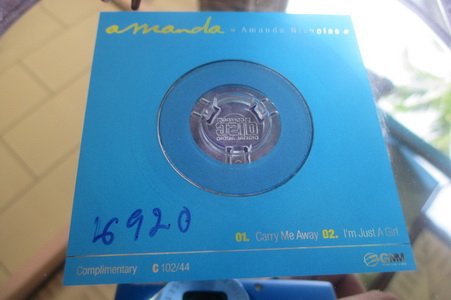 amanda • Amanda
16920
01. Carry Me Away 02. I'm Just A Girl
Complimentary C 102/44
GMM